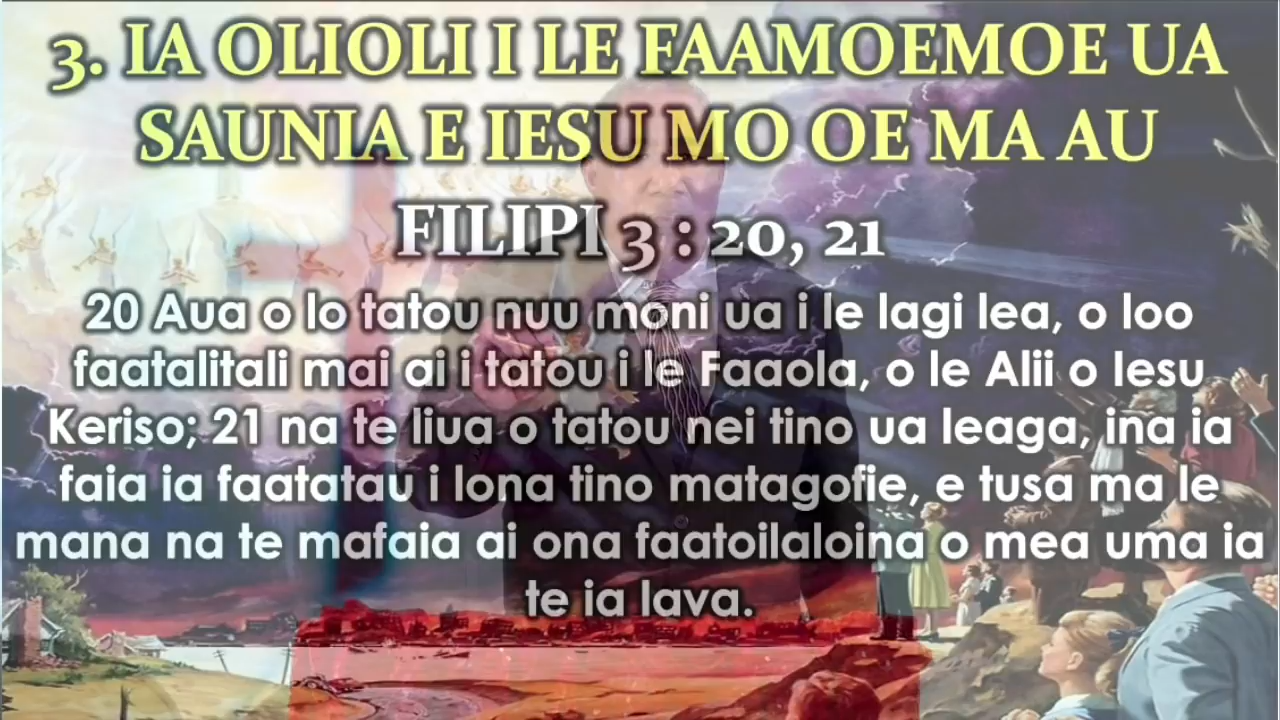 3. IA OLIOLI I LE FAAMOEMOE UA
SAUNIA E IESU MO OE MA AU
FILIPI 3 : 20, 21
20 Aua o lo tatou nuu moni ua i le lagi lea, o loo
faatalitali mai ai i tatou i le Faaola, o le Alii o Iesu
Keriso; 21 na te liua o tatou nei tino ua leaga, ina ia
faia ia faatatau i lona tino matagofie, e tusa ma le
mana na te mafaia ai ona faatoilaloina o mea uma ia
te ia lava.